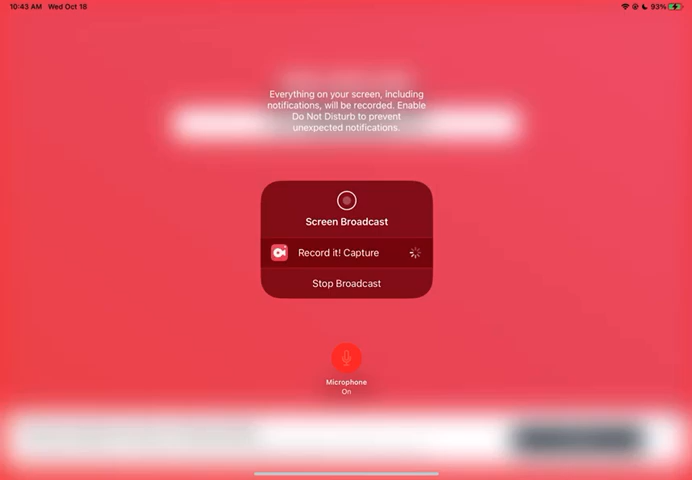 10:43 AM Wed Oct 18
93%
Everything on your screen, including
notifications, will be recorded. Enable
Do Not Disturb to prevent
unexpected notifications.
Screen Broadcast
Record it! Capture
Stop Broadcast
Microphone
On